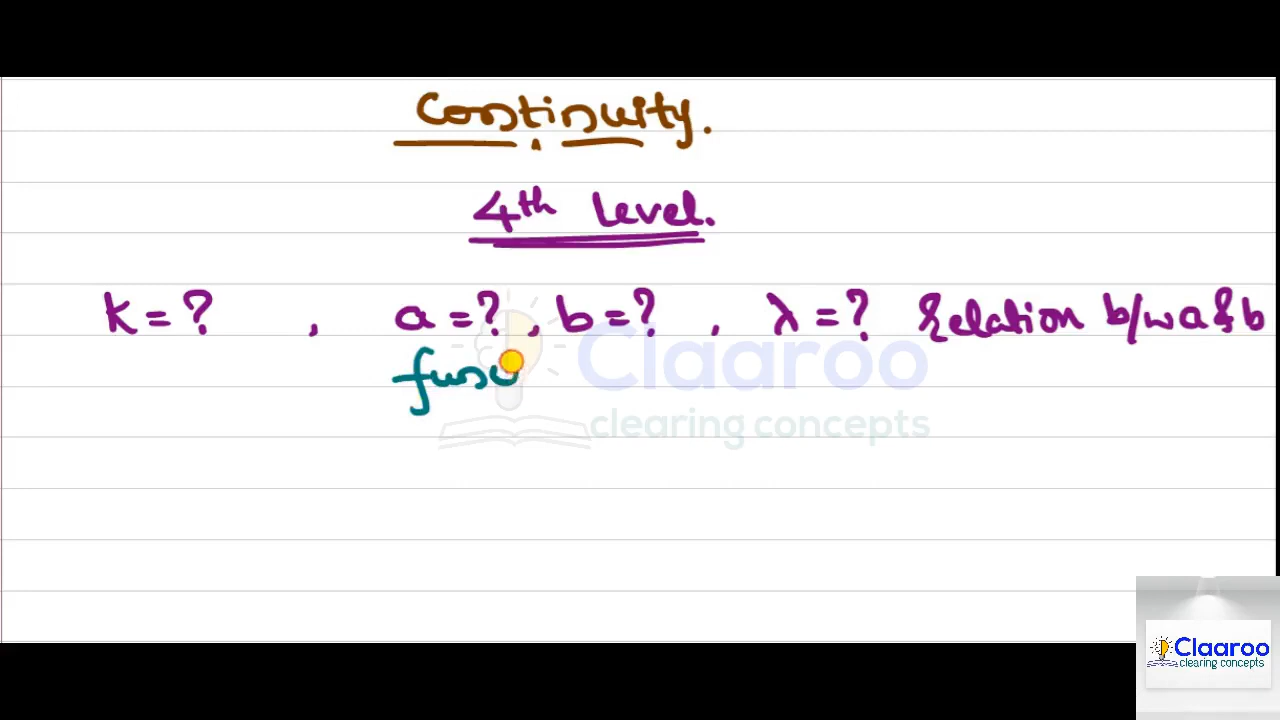 Continuity.
4th Level.
k = ? , a = ? , b = ? , λ = ? Relation b/w a & b
func
Claaroo
clearing concepts
Claaroo
clearing concepts